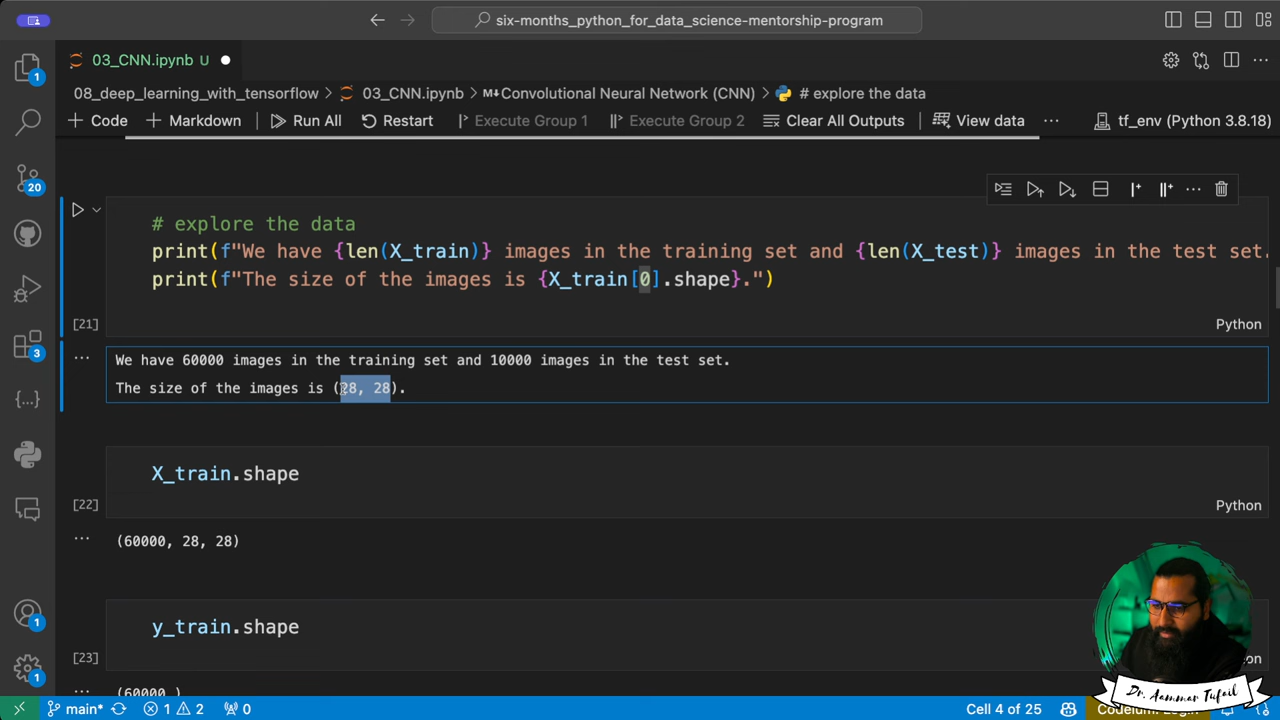 six-months_python_for_data_science-mentorship-program
03_CNN.ipynb U
08_deep_learning_with_tensorflow > 03_CNN.ipynb > M↓Convolutional Neural Network (CNN) > # explore the data
+ Code + Markdown Run All Restart Execute Group 1 Execute Group 2 Clear All Outputs View data ... tf_env (Python 3.8.18)
1
20
3
1
1
# explore the data
print(f"We have {len(X_train)} images in the training set and {len(X_test)} images in the test set.
print(f"The size of the images is {X_train[0].shape}.")
[21] Python
We have 60000 images in the training set and 10000 images in the test set.
The size of the images is (28, 28).
X_train.shape
[22] Python
(60000, 28, 28)
y_train.shape
[23]
(60000,)
Dr. Aammar Tufail
main* 1 2 0 Cell 4 of 25